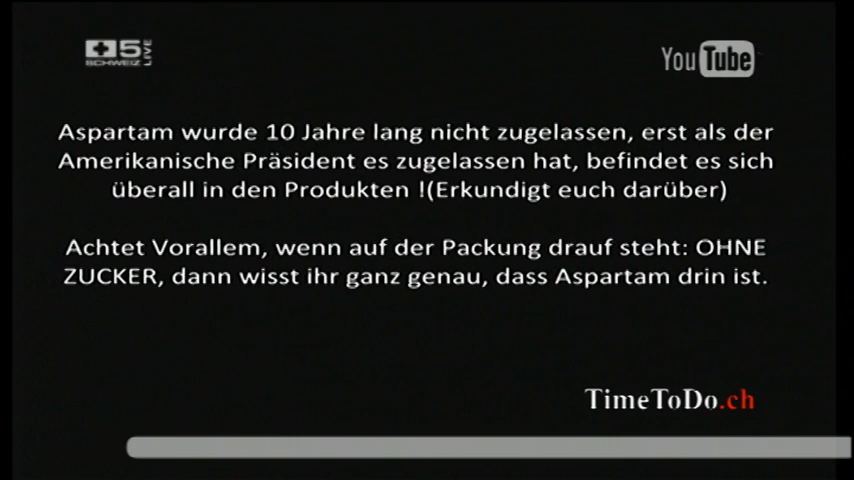 +5
SCHWEIZ
LIVE
YouTube
Aspartam wurde 10 Jahre lang nicht zugelassen, erst als der
Amerikanische Präsident es zugelassen hat, befindet es sich
überall in den Produkten !(Erkundigt euch darüber)
Achtet Vorallem, wenn auf der Packung drauf steht: OHNE
ZUCKER, dann wisst ihr ganz genau, dass Aspartam drin ist.
TimeToDo.ch